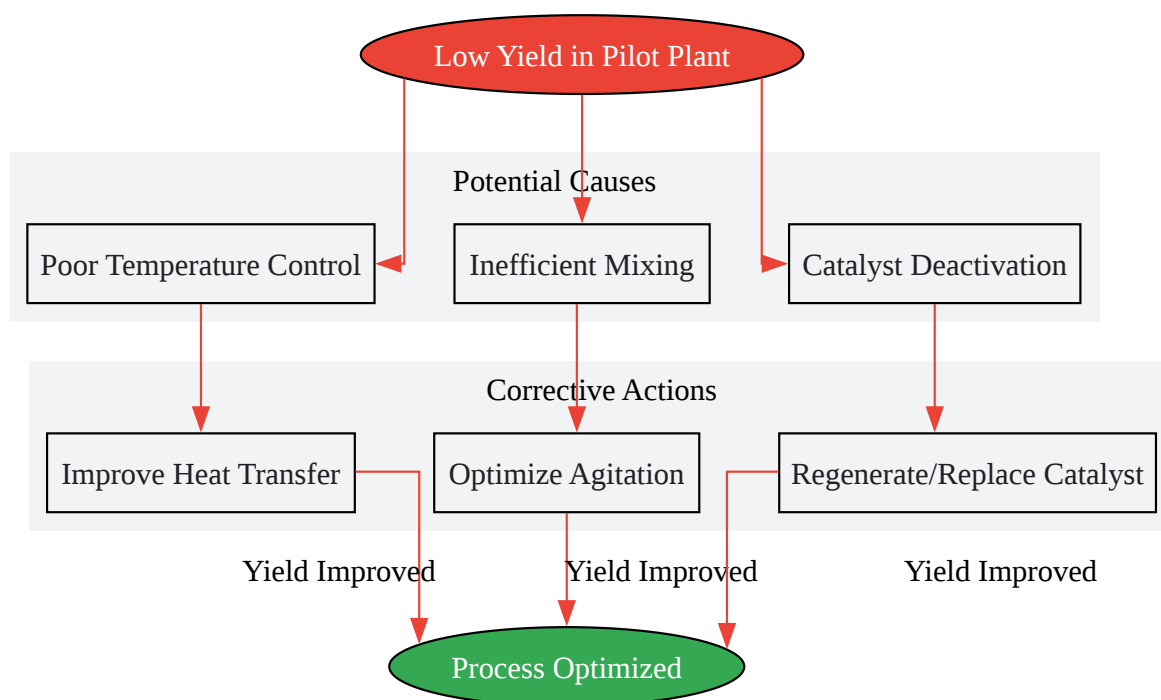 Low Yield in Pilot Plant
Potential Causes
Poor Temperature Control
Inefficient Mixing
Catalyst Deactivation
Corrective Actions
Improve Heat Transfer
Optimize Agitation
Regenerate/Replace Catalyst
Yield Improved
Yield Improved
Yield Improved
Process Optimized